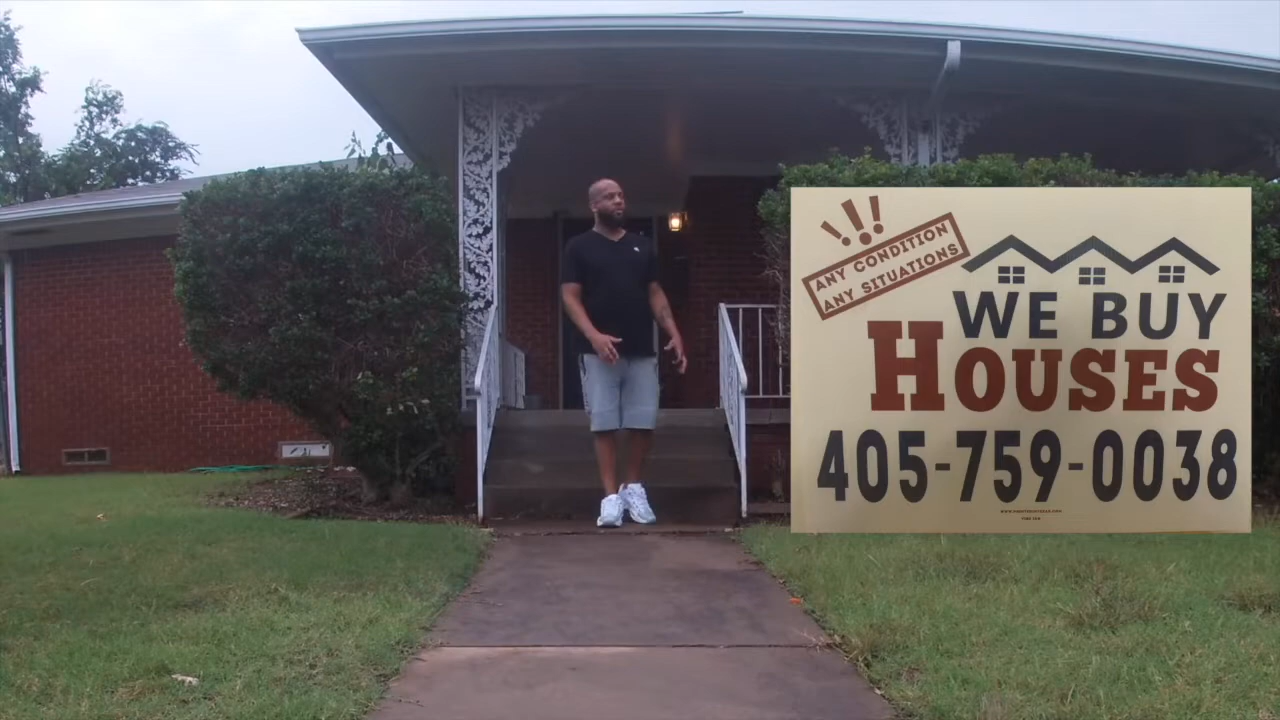 ANY CONDITION
ANY SITUATIONS
WE BUY
HOUSES
405-759-0038